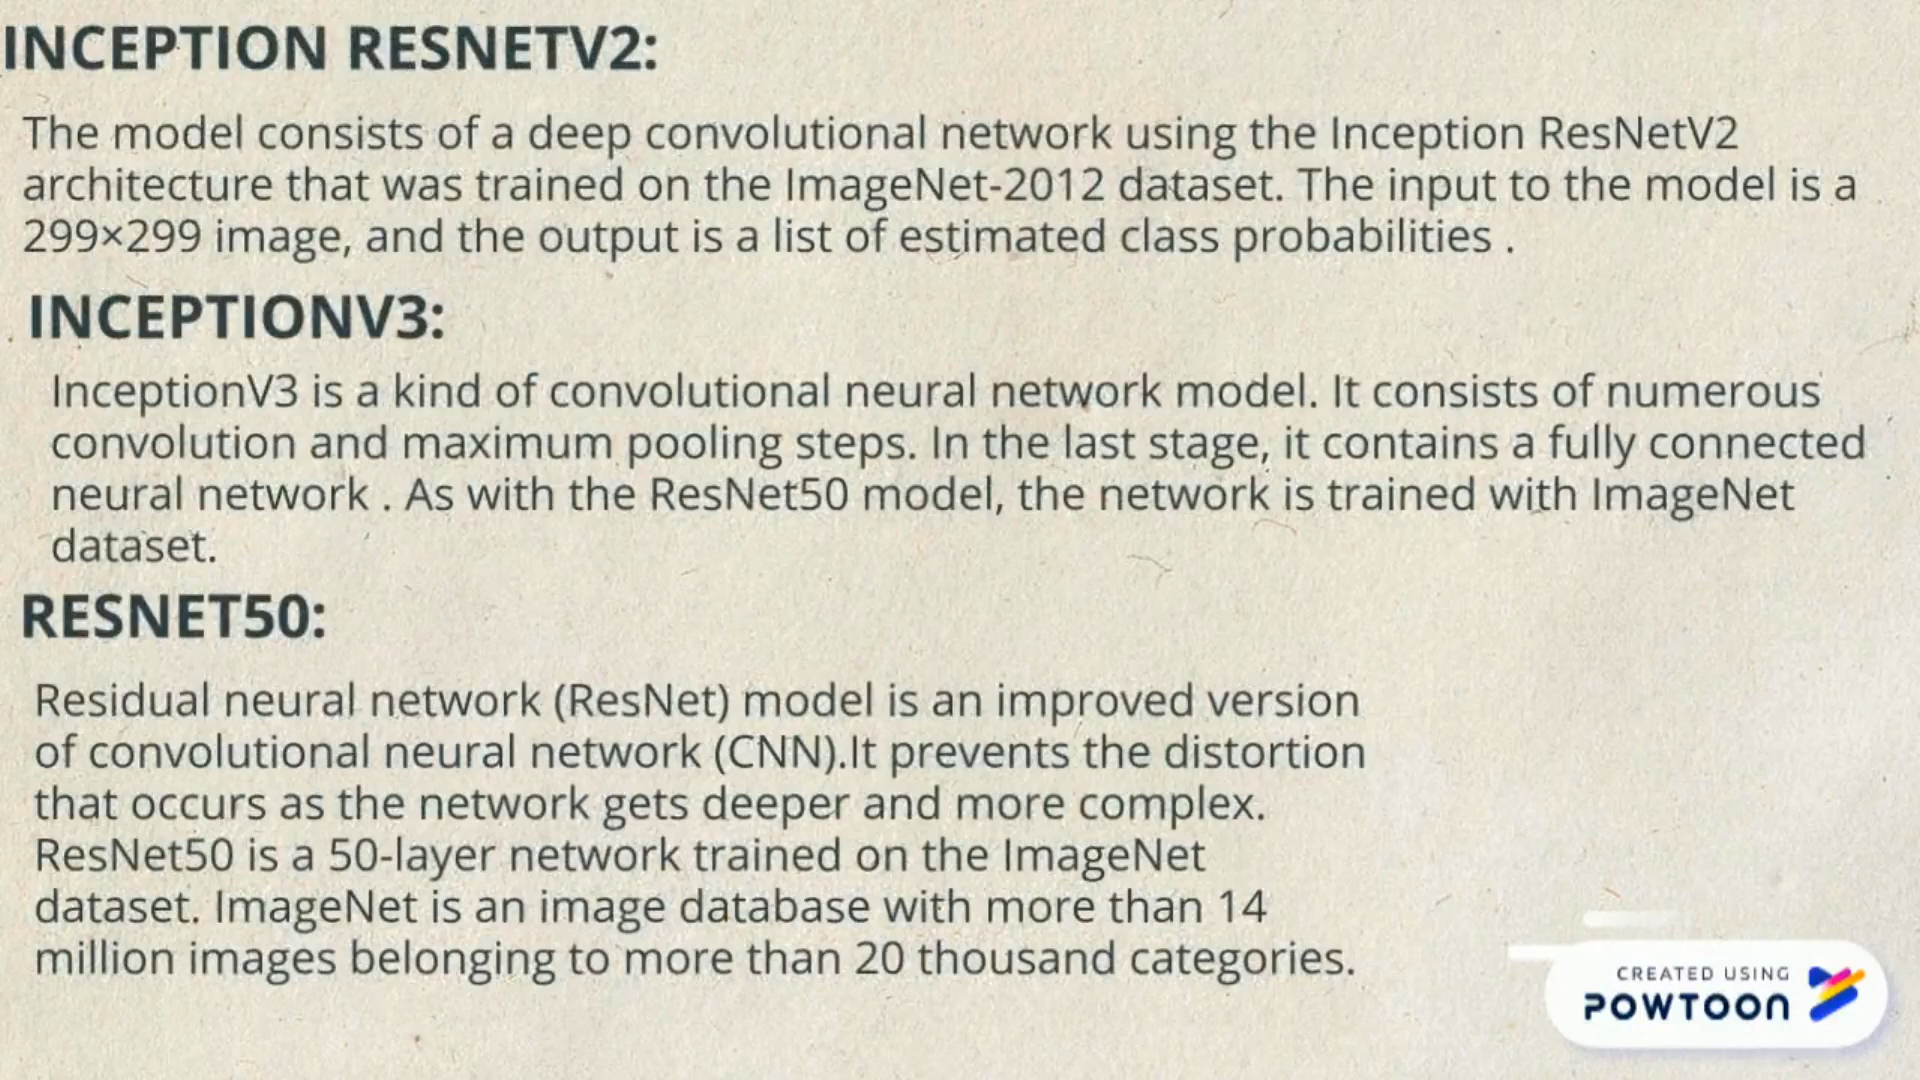 INCEPTION RESNETV2:
The model consists of a deep convolutional network using the Inception ResNetV2
architecture that was trained on the ImageNet-2012 dataset. The input to the model is a
299×299 image, and the output is a list of estimated class probabilities .
INCEPTIONV3:
InceptionV3 is a kind of convolutional neural network model. It consists of numerous
convolution and maximum pooling steps. In the last stage, it contains a fully connected
neural network . As with the ResNet50 model, the network is trained with ImageNet
dataset.
RESNET50:
Residual neural network (ResNet) model is an improved version
of convolutional neural network (CNN).It prevents the distortion
that occurs as the network gets deeper and more complex.
ResNet50 is a 50-layer network trained on the ImageNet
dataset. ImageNet is an image database with more than 14
million images belonging to more than 20 thousand categories.
CREATED USING
POWTOON